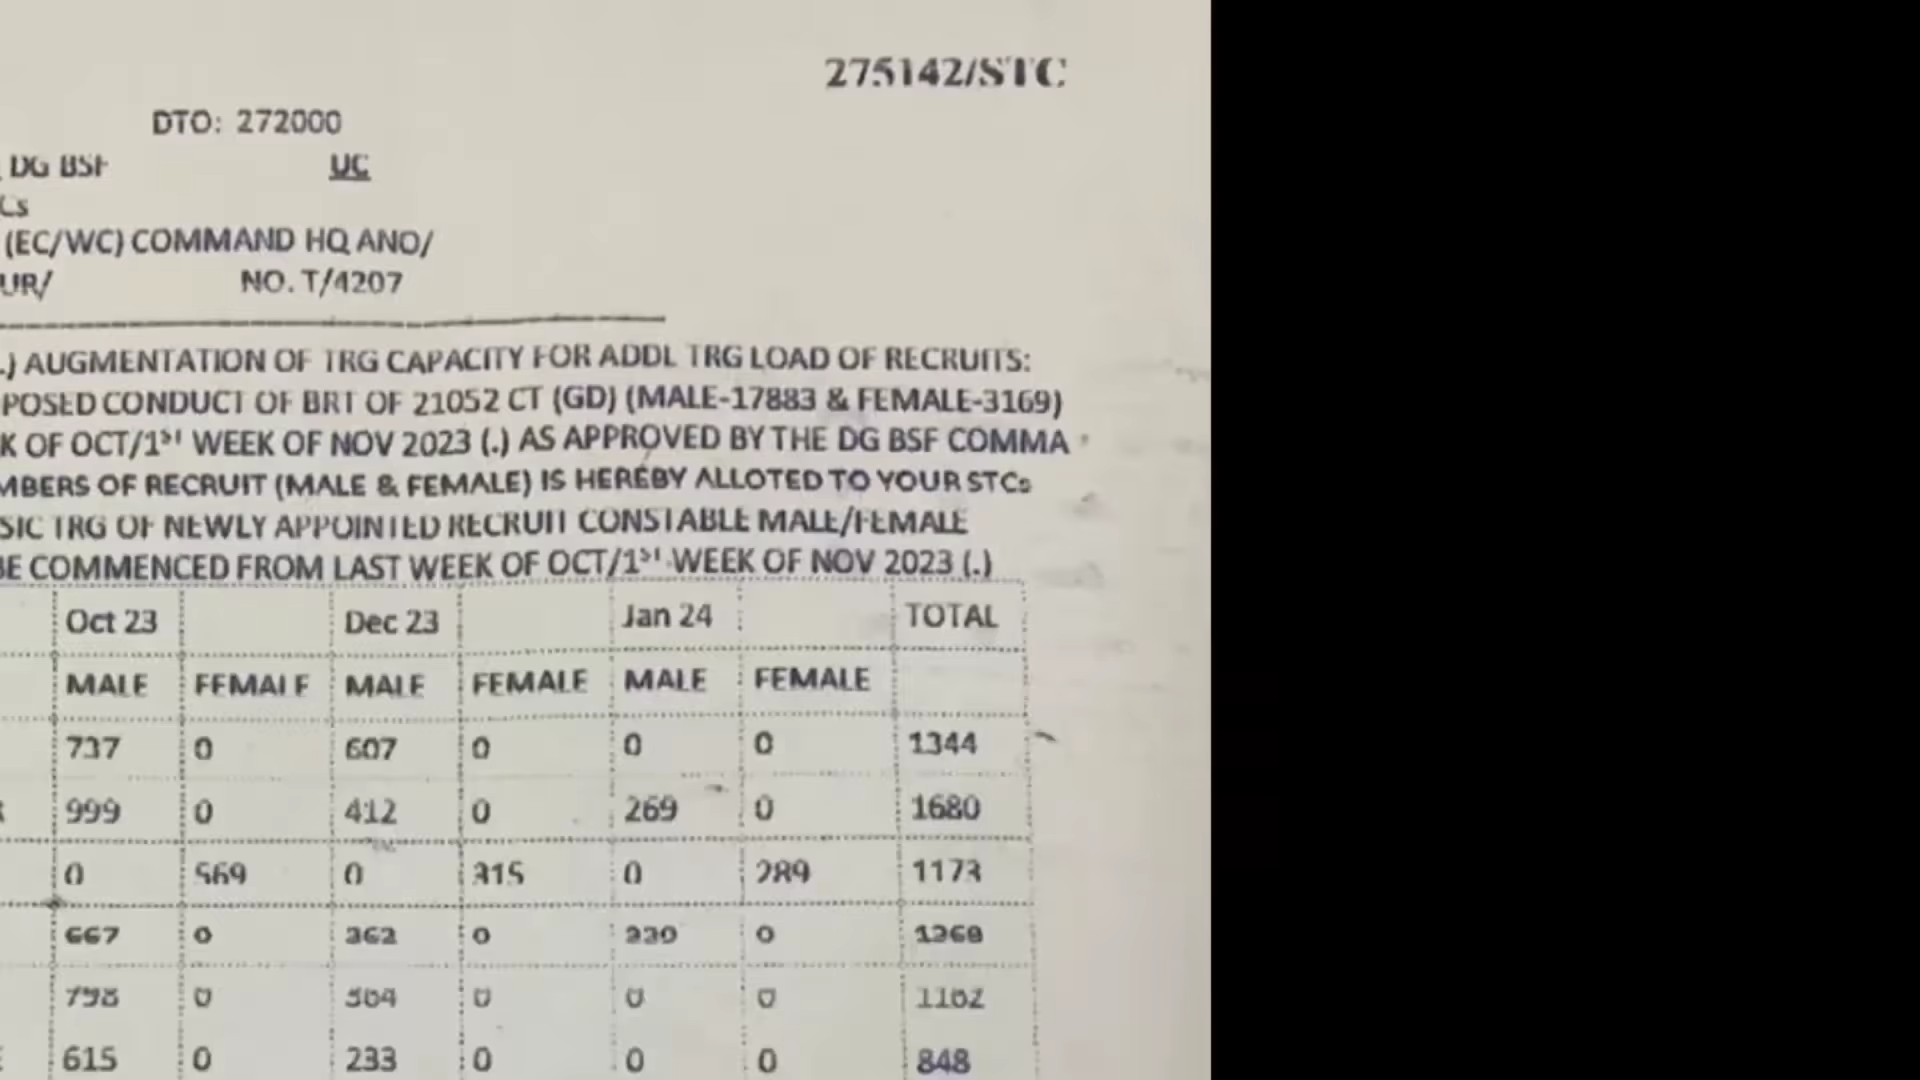 275142/STC
DTO: 272000
DG BSF UC
Cs
(EC/WC) COMMAND HQ ANO/
UR/ NO. T/4207
.) AUGMENTATION OF TRG CAPACITY FOR ADDL TRG LOAD OF RECRUITS:
POSED CONDUCT OF BRT OF 21052 CT (GD) (MALE-17883 & FEMALE-3169)
K OF OCT/1ST WEEK OF NOV 2023 (.) AS APPROVED BY THE DG BSF COMMA
MBERS OF RECRUIT (MALE & FEMALE) IS HEREBY ALLOTED TO YOUR STCs
SIC TRG OF NEWLY APPOINTED RECRUIT CONSTABLE MALE/FEMALE
BE COMMENCED FROM LAST WEEK OF OCT/1ST WEEK OF NOV 2023 (.)
Oct 23 Dec 23 Jan 24 TOTAL
MALE FEMALE MALE FEMALE MALE FEMALE
737 0 607 0 0 0 1344
999 0 412 0 269 0 1680
0 569 0 315 0 289 1173
667 0 362 0 0
798 0 364 0 0 0 1162
615 0 233 0 0 0 848